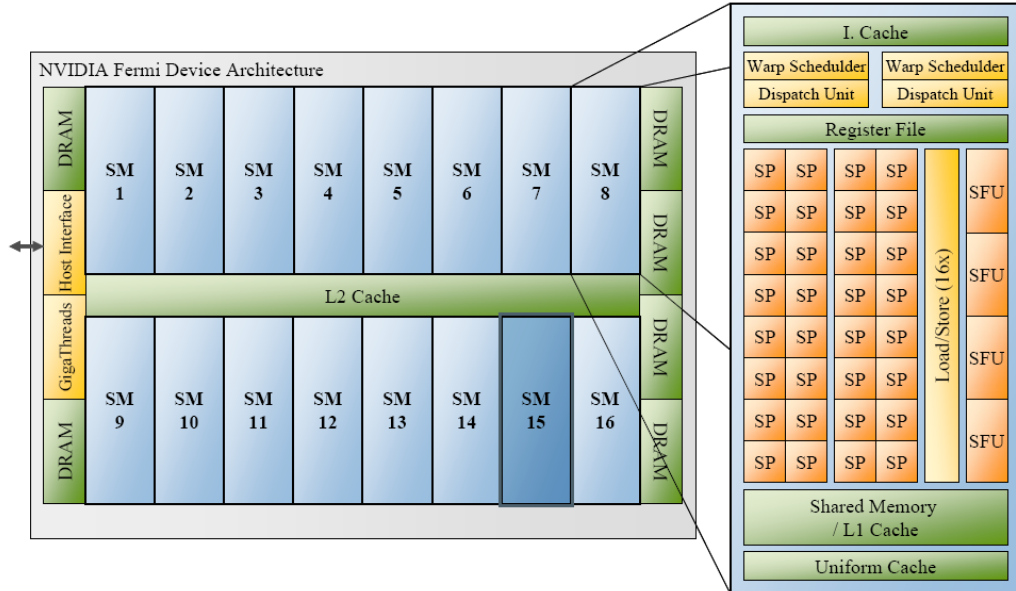 NVIDIA Fermi Device Architecture
DRAM
Host Interface
GigaThreads
DRAM
SM
1
SM
2
SM
3
SM
4
SM
5
SM
6
SM
7
SM
8
L2 Cache
SM
9
SM
10
SM
11
SM
12
SM
13
SM
14
SM
15
SM
16
DRAM
DRAM
DRAM
DRAM
I. Cache
Warp Schedulder
Dispatch Unit
Warp Schedulder
Dispatch Unit
Register File
SP SP SP SP
SP SP SP SP
SP SP SP SP
SP SP SP SP
SP SP SP SP
SP SP SP SP
SP SP SP SP
SP SP SP SP
Load/Store (16x)
SFU
SFU
SFU
SFU
Shared Memory
/ L1 Cache
Uniform Cache